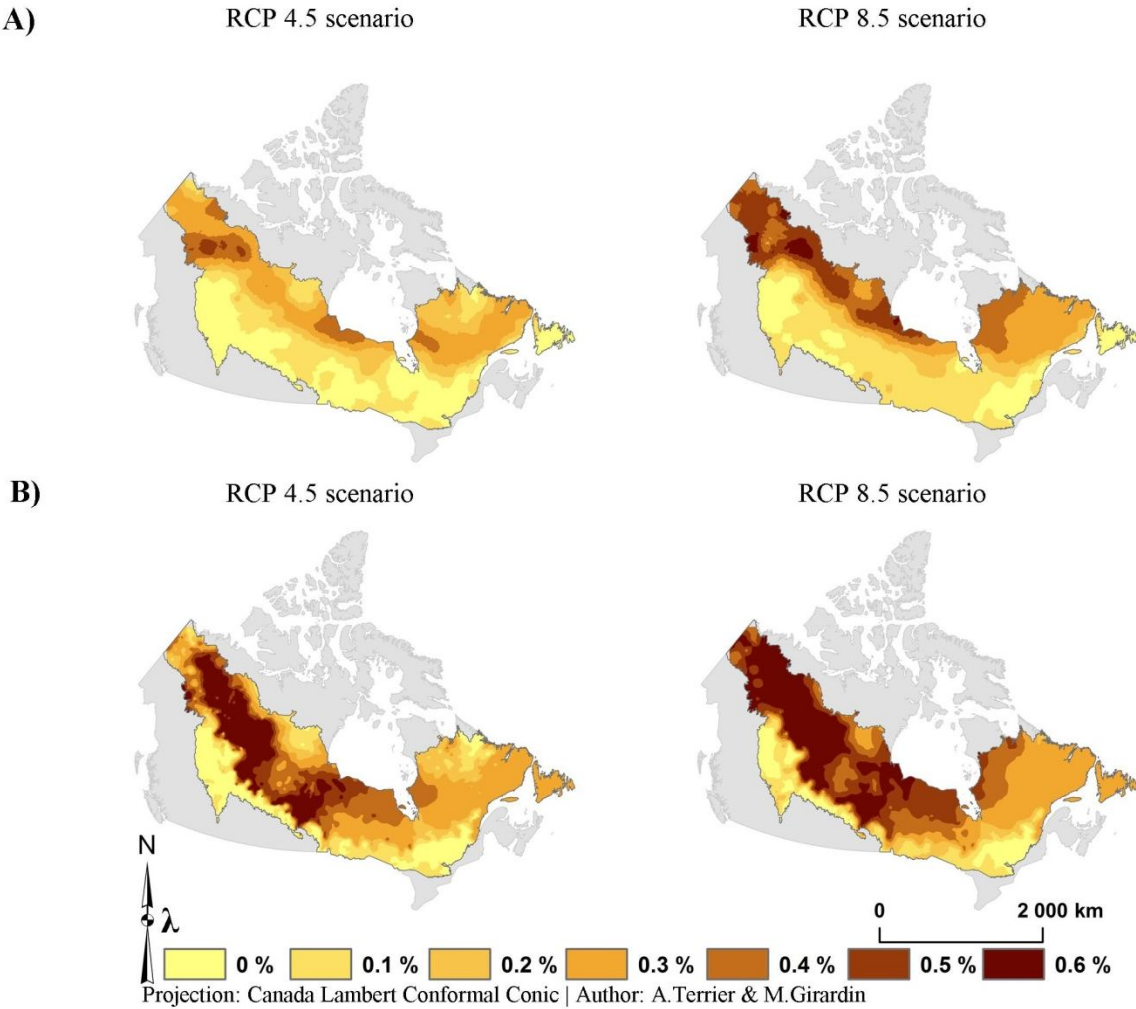 A)
RCP 4.5 scenario
RCP 8.5 scenario
B)
RCP 4.5 scenario
RCP 8.5 scenario
N
λ
0 2 000 km
0 % 0.1 % 0.2 % 0.3 % 0.4 % 0.5 % 0.6 %
Projection: Canada Lambert Conformal Conic | Author: A.Terrier & M.Girardin